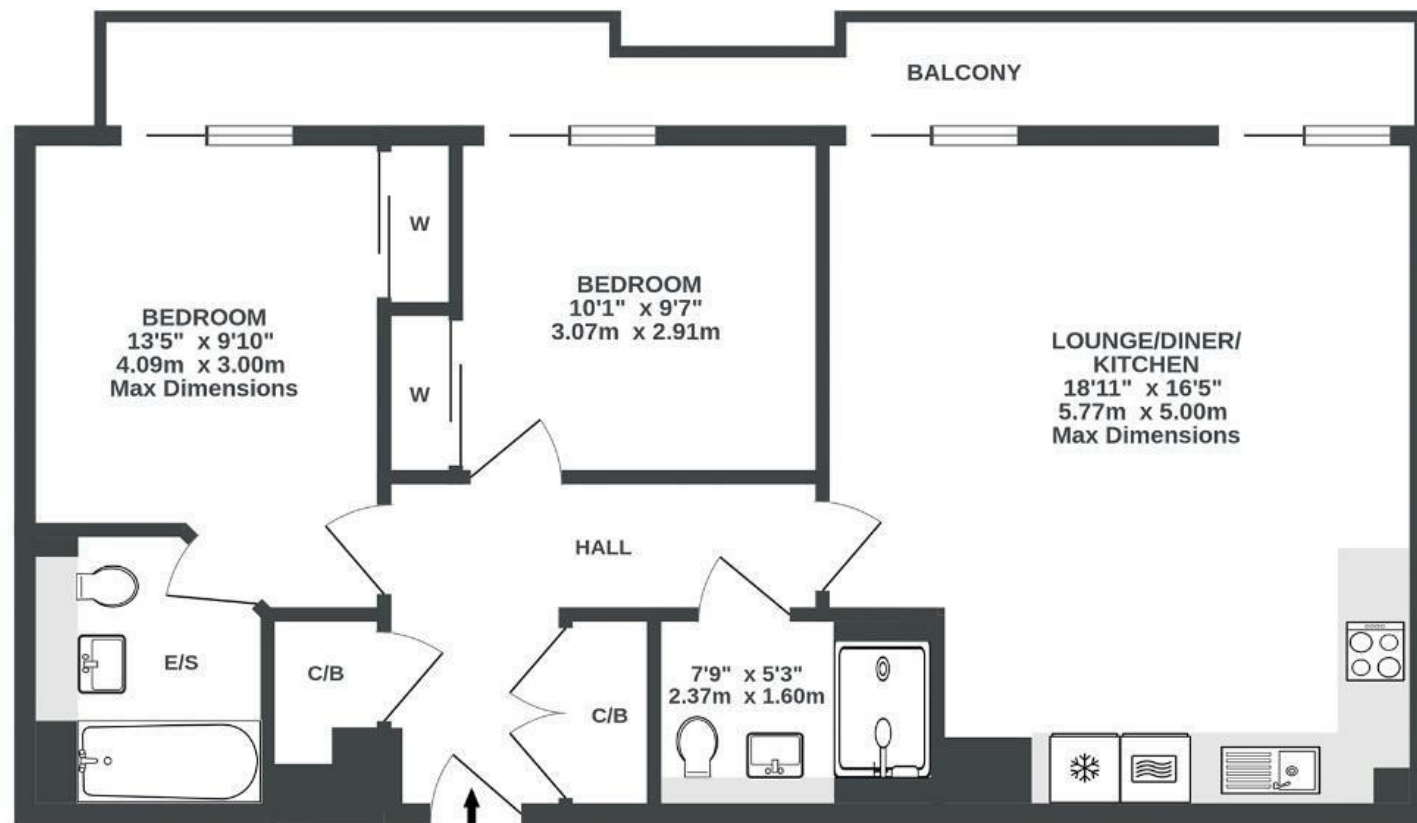 BALCONY
W
BEDROOM
10'1" x 9'7"
3.07m x 2.91m
BEDROOM
13'5" x 9'10"
4.09m x 3.00m
Max Dimensions
LOUNGE/DINER/
KITCHEN
18'11" x 16'5"
5.77m x 5.00m
Max Dimensions
W
HALL
E/S
C/B
7'9" x 5'3"
2.37m x 1.60m
C/B